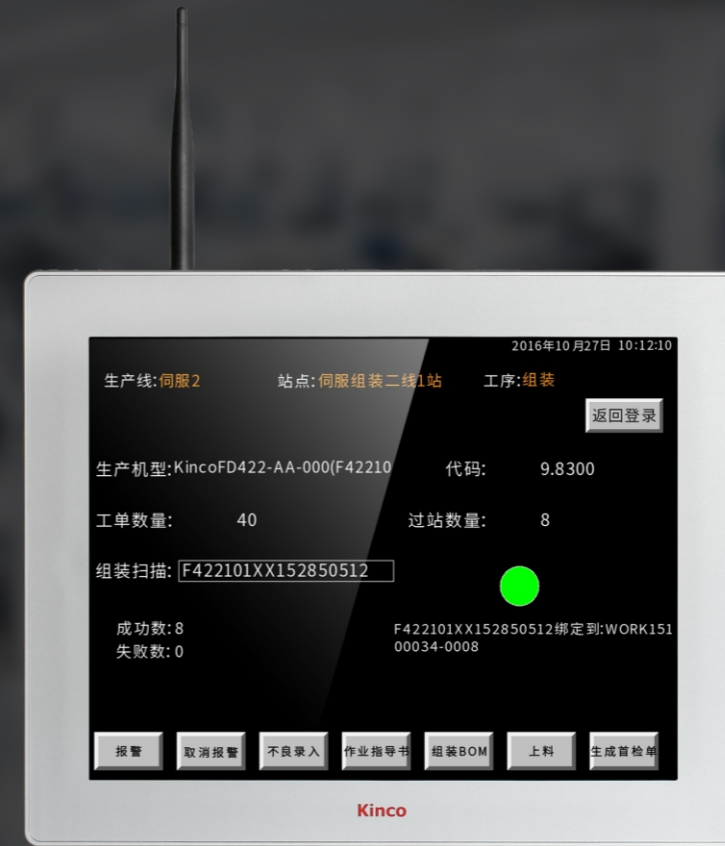 2016年10月27日 10:12:10
生产线:伺服2 站点:伺服组装二线1站 工序:组装
返回登录
生产机型:KincoFD422-AA-000(F42210 代码: 9.8300
工单数量: 40 过站数量: 8
组装扫描: F422101XX152850512
成功数:8
失败数:0
F422101XX152850512绑定到:WORK151
00034-0008
报警 取消报警 不良录入 作业指导书 组装BOM 上料 生成首检单
Kinco